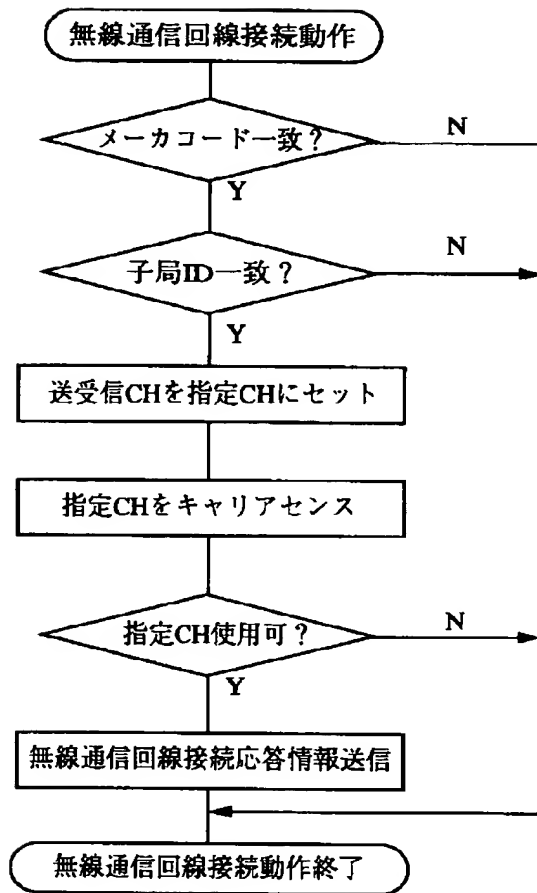 無線通信回線接続動作
メーカコード一致？
N
Y
子局ID一致？
N
Y
送受信CHを指定CHにセット
指定CHをキャリアセンス
指定CH使用可？
N
Y
無線通信回線接続応答情報送信
無線通信回線接続動作終了